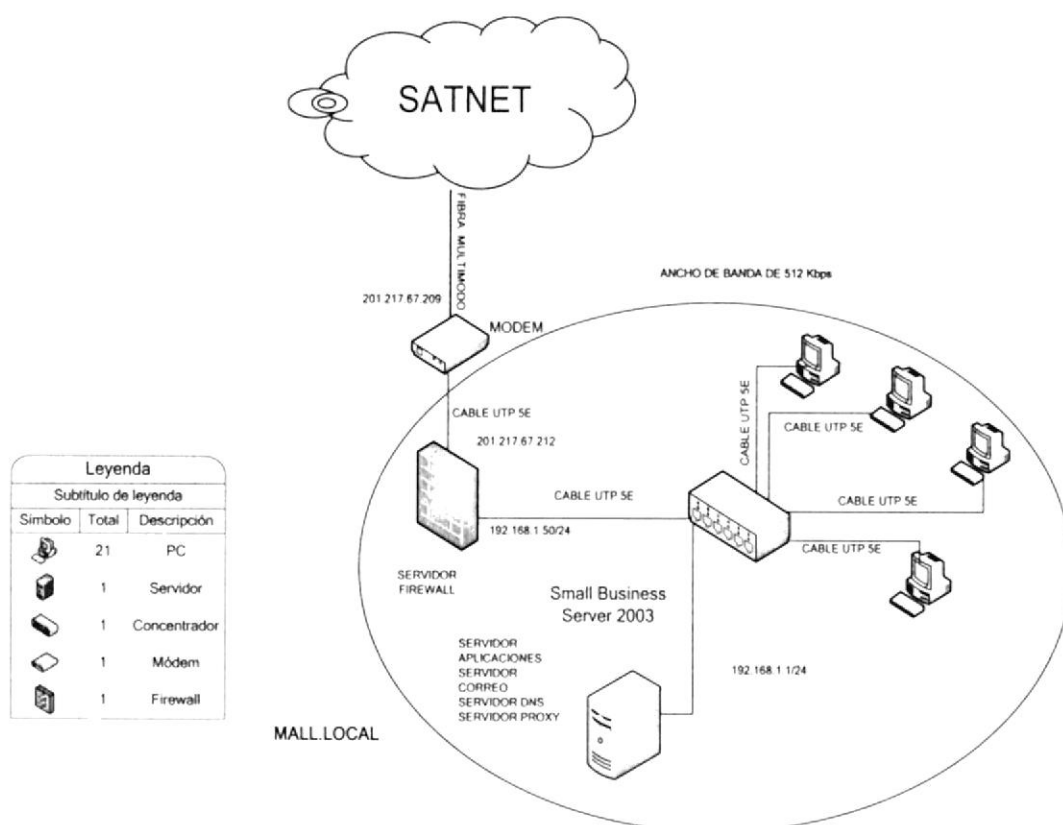 SATNET
FIBRA MULTIMODO
ANCHO DE BANDA DE 512 Kbps
201.217.67.209
MODEM
CABLE UTP 5E
201.217.67.212
CABLE UTP 5E
192.168.1.50/24
SERVIDOR
FIREWALL
CABLE UTP 5E
CABLE UTP 5E
CABLE UTP 5E
CABLE UTP 5E
Small Business
Server 2003
SERVIDOR
APLICACIONES
SERVIDOR
CORREO
SERVIDOR DNS
SERVIDOR PROXY
192.168.1.1/24
MALL.LOCAL
Leyenda
Subtítulo de leyenda
Símbolo Total Descripción
21 PC
1 Servidor
1 Concentrador
1 Módem
1 Firewall